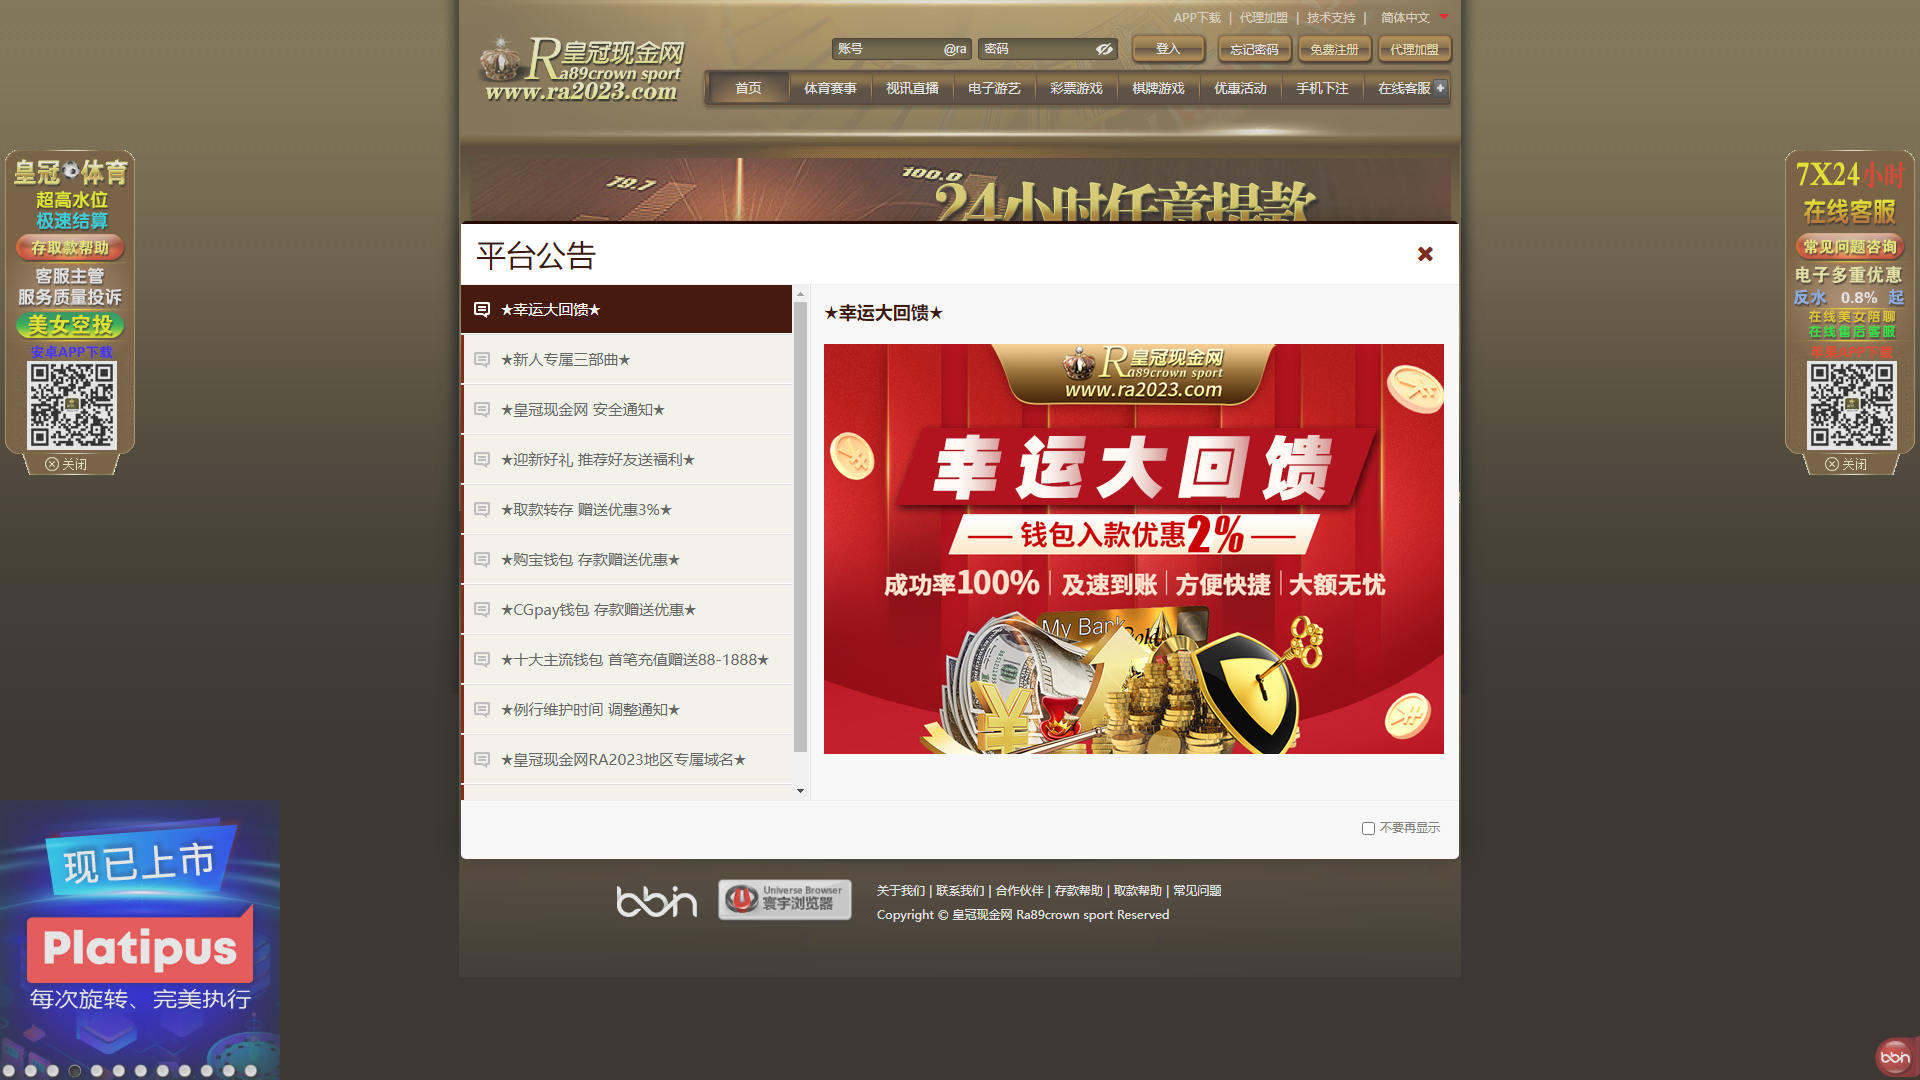 APP下载 | 代理加盟 | 技术支持 | 简体中文
R皇冠现金网
a89crown sport
www.ra2023.com
账号 @ra 密码 登入 忘记密码 免费注册 代理加盟
首页 体育赛事 视讯直播 电子游艺 彩票游戏 棋牌游戏 优惠活动 手机下注 在线客服
79.7 100.0
24小时任意提款
皇冠体育
超高水位
极速结算
存取款帮助
客服主管
服务质量投诉
美女空投
安卓APP下载
关闭
7X24小时
在线客服
常见问题咨询
电子多重优惠
反水 0.8% 起
在线美女陪聊
在线售后客服
苹果APP下载
关闭
平台公告
★幸运大回馈★
★新人专属三部曲★
★皇冠现金网 安全通知★
★迎新好礼 推荐好友送福利★
★取款转存 赠送优惠3%★
★购宝钱包 存款赠送优惠★
★CGpay钱包 存款赠送优惠★
★十大主流钱包 首笔充值赠送88-1888★
★例行维护时间 调整通知★
★皇冠现金网RA2023地区专属域名★
★幸运大回馈★
R皇冠现金网
a89crown sport
www.ra2023.com
幸运大回馈
钱包入款优惠2%
成功率100% 及速到账 方便快捷 大额无忧
My Bank
Gold
不要再显示
现已上市
Platipus
每次旋转、完美执行
bbin
Universe Browser
寰宇浏览器
关于我们 | 联系我们 | 合作伙伴 | 存款帮助 | 取款帮助 | 常见问题
Copyright © 皇冠现金网 Ra89crown sport Reserved
bbin